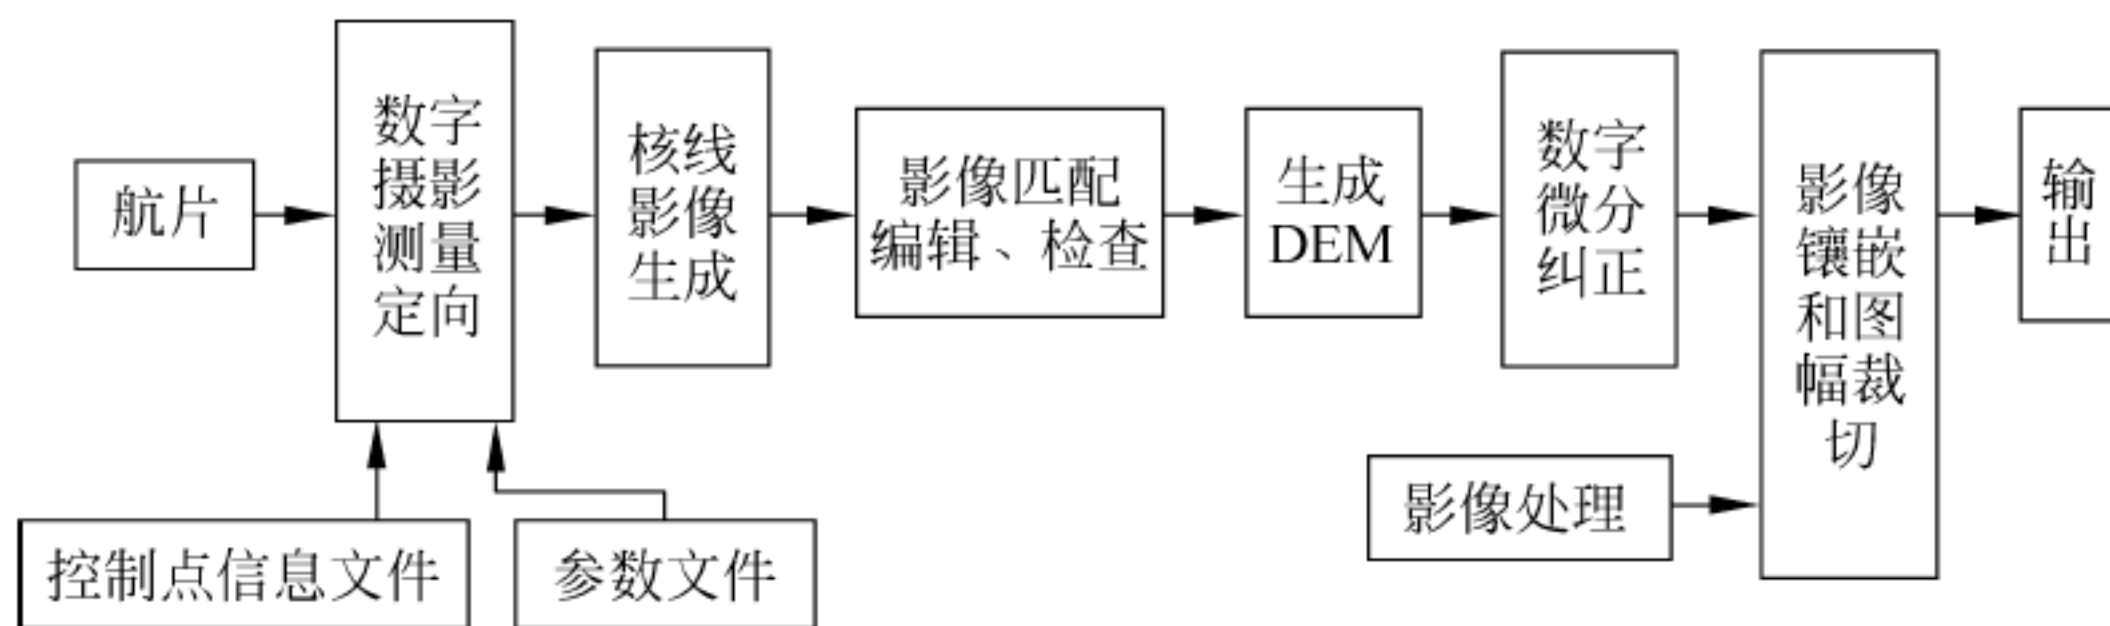 航片
数字
摄影
测量
定向
核线
影像
生成
影像匹配
编辑、检查
生成
DEM
数字
微分
纠正
影像
镶嵌
和图
幅裁
切
输
出
影像处理
控制点信息文件
参数文件